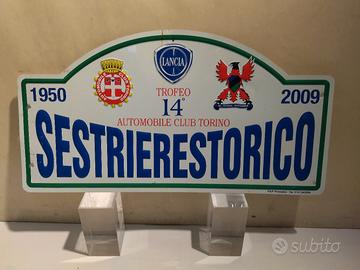 LANCIA
1950
TROFEO
2009
14°
AUTOMOBILE CLUB TORINO
SESTRIERESTORICO
subito